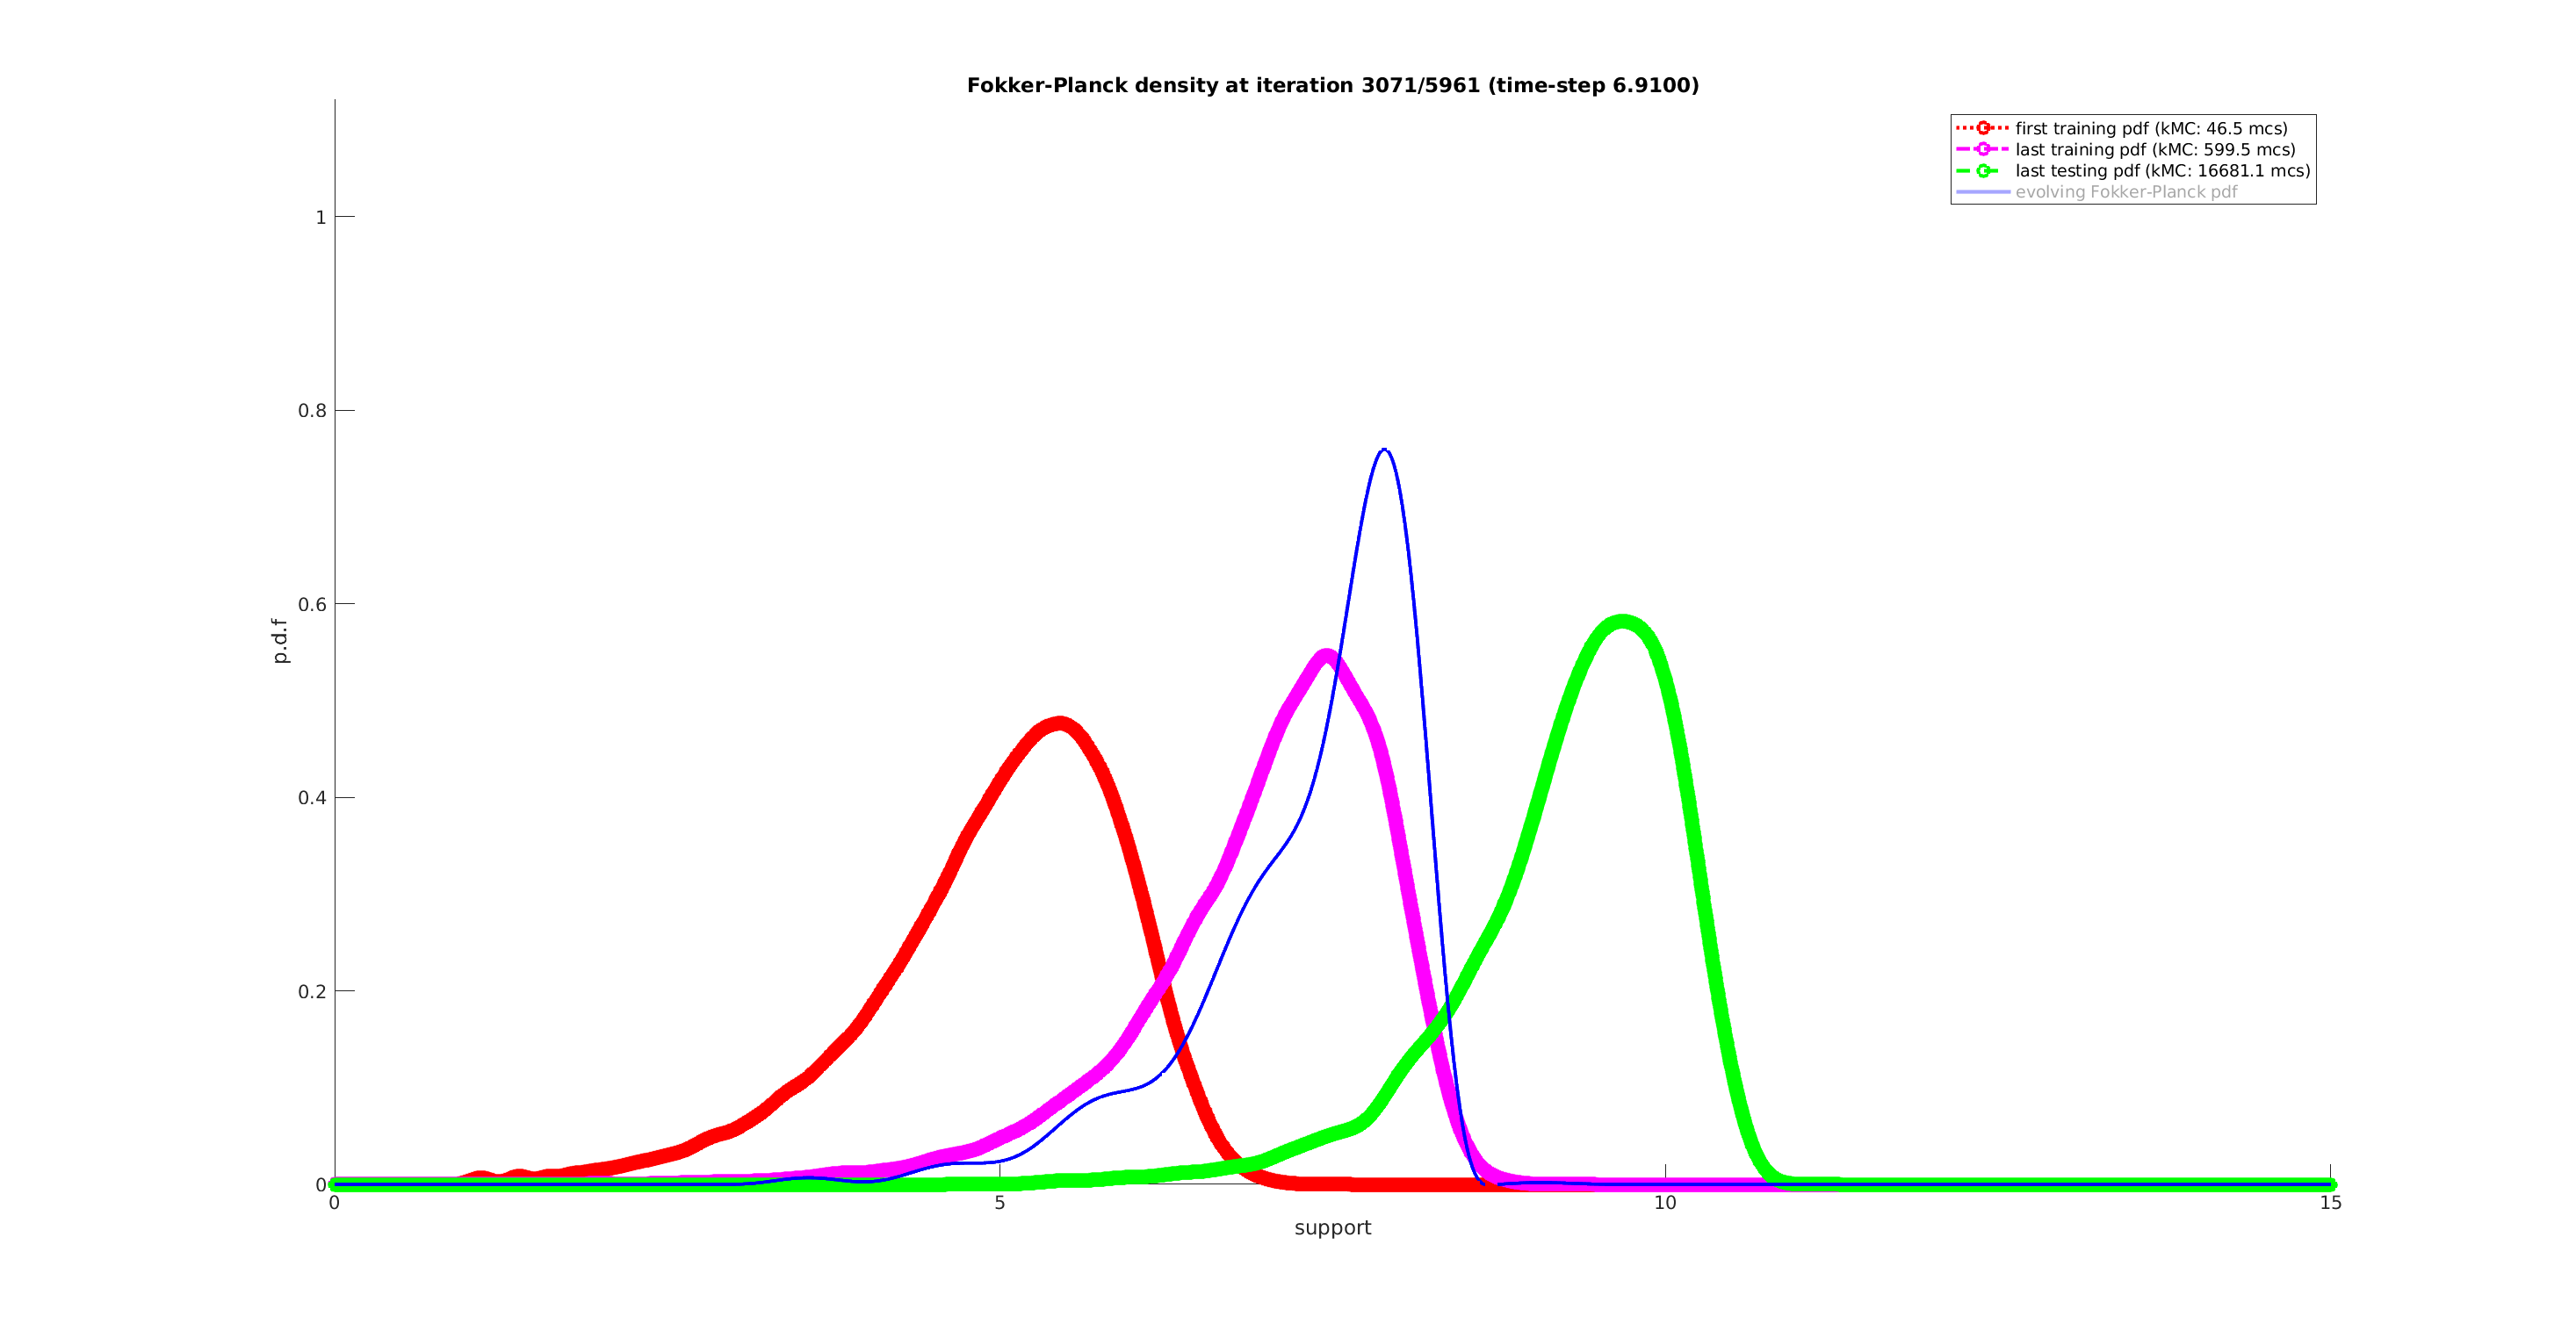 Fokker-Planck density at iteration 3071/5961 (time-step 6.9100)
first training pdf (kMC: 46.5 mcs)
last training pdf (kMC: 599.5 mcs)
last testing pdf (kMC: 16681.1 mcs)
evolving Fokker-Planck pdf
1
0.8
0.6
0.4
0.2
0
p.d.f
0
5
10
15
support